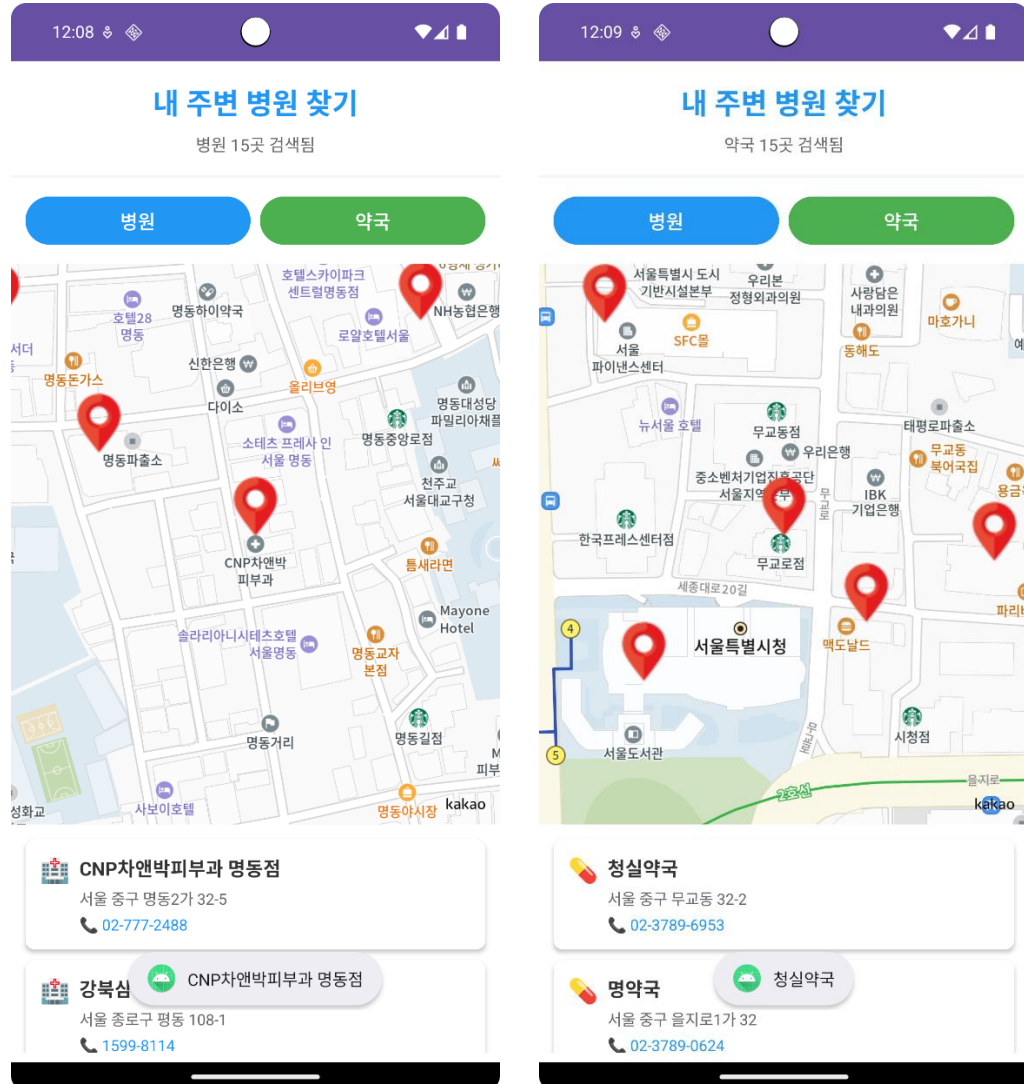 12:08
내 주변 병원 찾기
병원 15곳 검색됨
병원 약국
호텔스카이파크
센트럴명동점
호텔28
명동
명동하이약국
NH농협은행
로얄호텔서울
명동돈가스
신한은행
올리브영
다이소
명동대성당
파밀리아채플
명동중앙로점
소테츠 프레사 인
서울 명동
명동파출소
천주교
서울대교구청
CNP차앤박
피부과
틈새라면
Mayone
Hotel
솔라리아니시테츠호텔
서울명동
명동교자
본점
명동거리
명동길점
사보이호텔
명동야시장
kakao
CNP차앤박피부과 명동점
서울 중구 명동2가 32-5
02-777-2488
강북삼
CNP차앤박피부과 명동점
서울 종로구 평동 108-1
1599-8114
12:09
내 주변 병원 찾기
약국 15곳 검색됨
병원 약국
서울특별시 도시
기반시설본부
우리본
정형외과의원
사랑담은
내과의원
마호가니
SFC몰
동해도
서울
파이낸스센터
뉴서울 호텔
무교동점
태평로파출소
우리은행
무교동
북어국집
중소벤처기업진흥공단
서울지역본부
무교로
IBK
기업은행
용금
한국프레스센터점
무교로점
세종대로20길
파리
4
서울특별시청
맥도날드
서울도서관
5
무교로
시청점
을지로
2호선
kakao
청실약국
서울 중구 무교동 32-2
02-3789-6953
명약국
청실약국
서울 중구 을지로1가 32
02-3789-0624